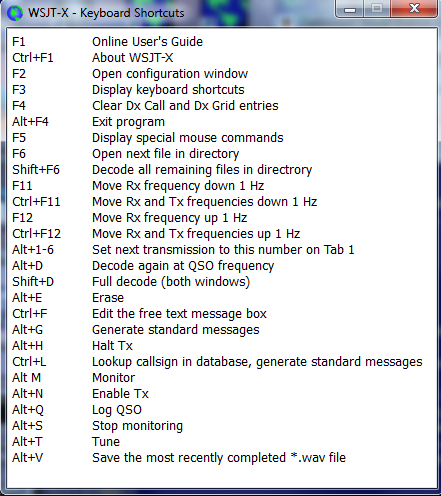 WSJT-X - Keyboard Shortcuts
F1 Online User's Guide
Ctrl+F1 About WSJT-X
F2 Open configuration window
F3 Display keyboard shortcuts
F4 Clear Dx Call and Dx Grid entries
Alt+F4 Exit program
F5 Display special mouse commands
F6 Open next file in directory
Shift+F6 Decode all remaining files in directrory
F11 Move Rx frequency down 1 Hz
Ctrl+F11 Move Rx and Tx frequencies down 1 Hz
F12 Move Rx frequency up 1 Hz
Ctrl+F12 Move Rx and Tx frequencies up 1 Hz
Alt+1-6 Set next transmission to this number on Tab 1
Alt+D Decode again at QSO frequency
Shift+D Full decode (both windows)
Alt+E Erase
Ctrl+F Edit the free text message box
Alt+G Generate standard messages
Alt+H Halt Tx
Ctrl+L Lookup callsign in database, generate standard messages
Alt M Monitor
Alt+N Enable Tx
Alt+Q Log QSO
Alt+S Stop monitoring
Alt+T Tune
Alt+V Save the most recently completed *.wav file